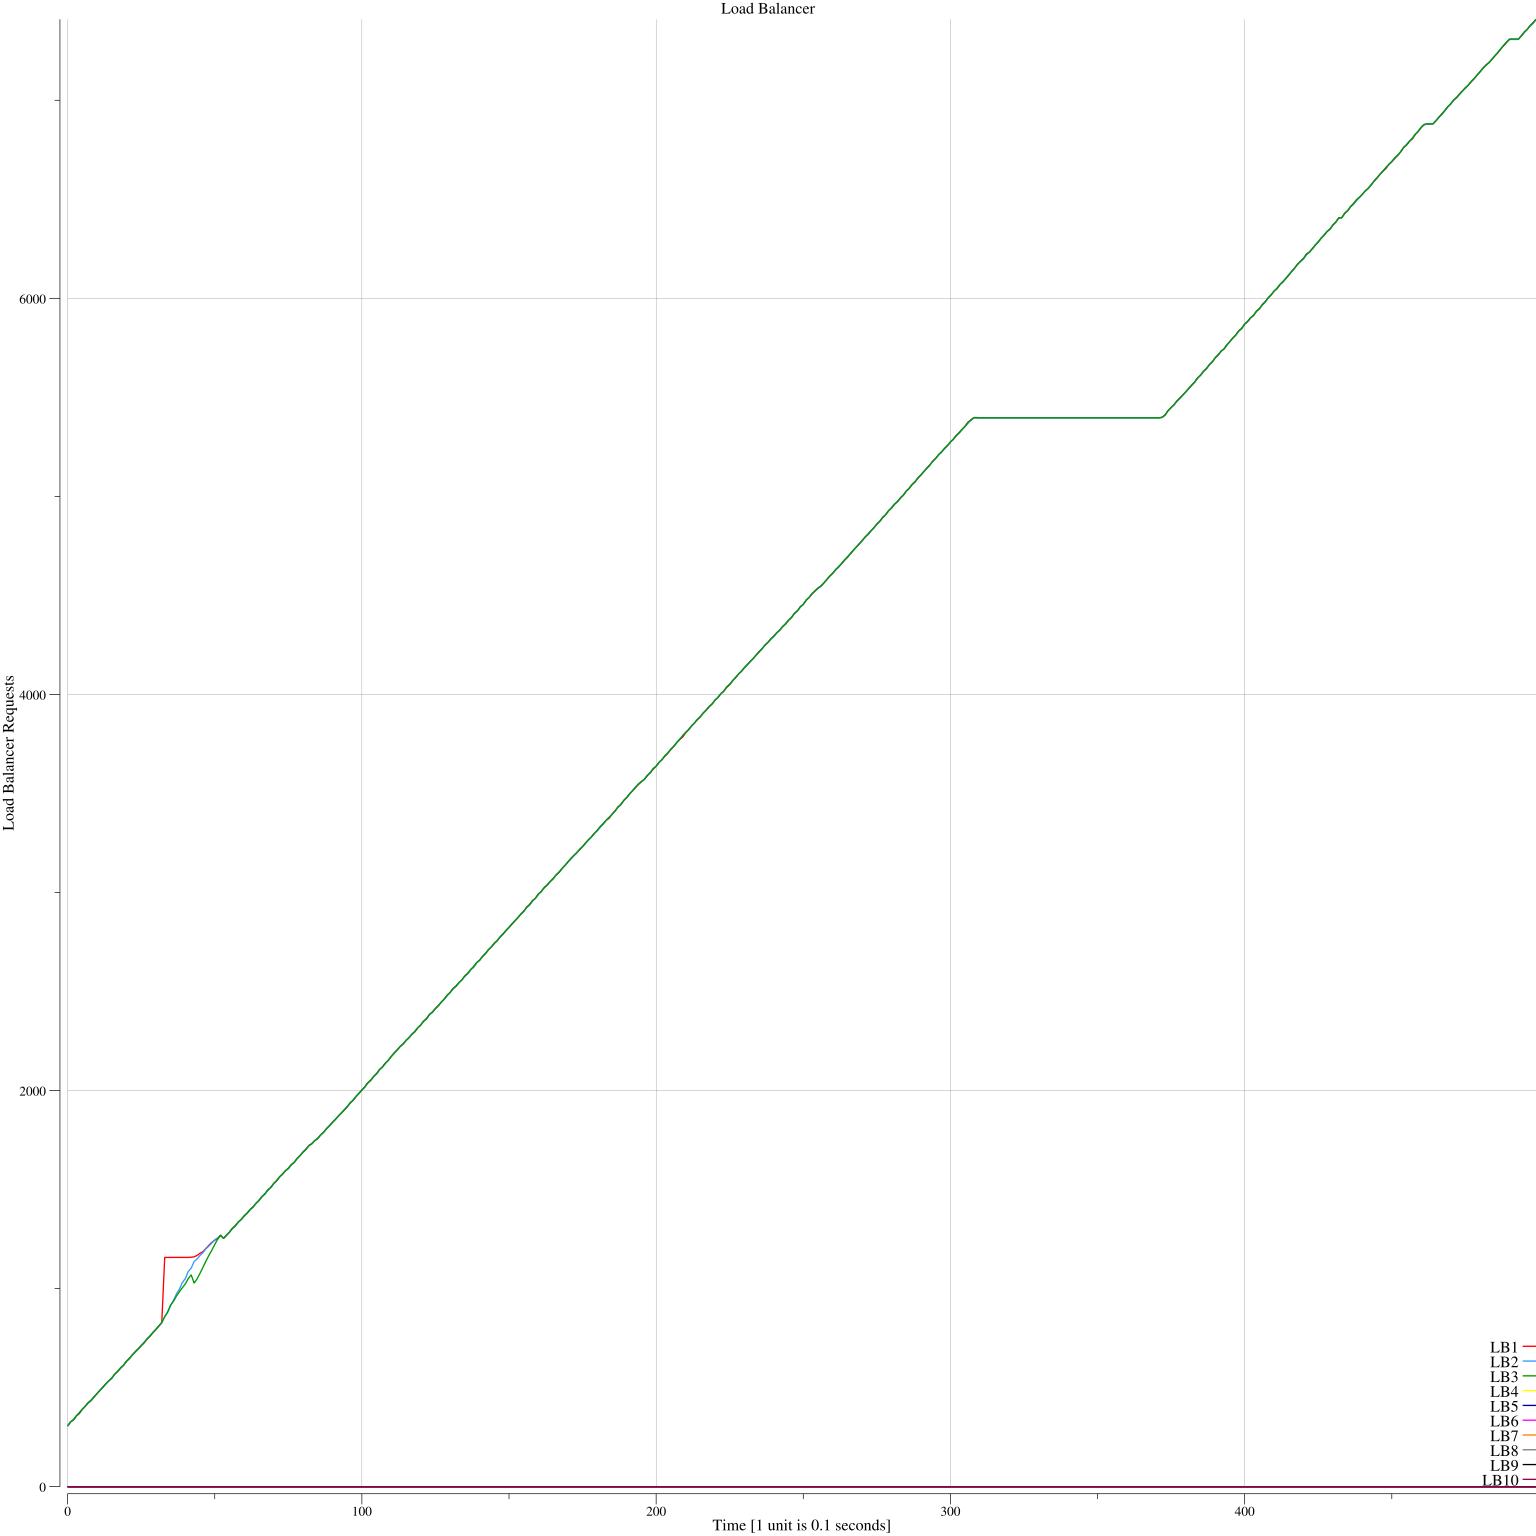 Load Balancer
6000
4000
2000
0
Load Balancer Requests
0
100
200
300
400
Time [1 unit is 0.1 seconds]
LB1
LB2
LB3
LB4
LB5
LB6
LB7
LB8
LB9
LB10